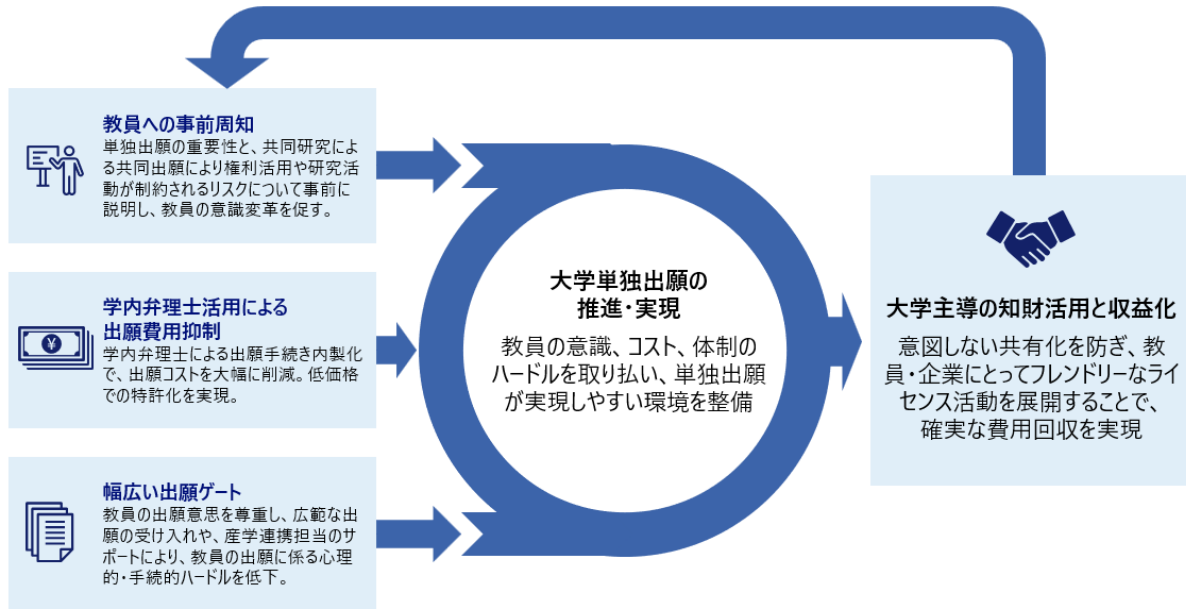 教員への事前周知
単独出願の重要性と、共同研究によ
る共同出願により権利活用や研究活
動が制約されるリスクについて事前に
説明し、教員の意識変革を促す。
学内弁理士活用による
出願費用抑制
学内弁理士による出願手続き内製化
で、出願コストを大幅に削減。低価格
での特許化を実現。
幅広い出願ゲート
教員の出願意思を尊重し、広範な出
願の受け入れや、産学連携担当のサ
ポートにより、教員の出願に係る心理
的・手続的ハードルを低下。
大学単独出願の
推進・実現
教員の意識、コスト、体制の
ハードルを取り払い、単独出願
が実現しやすい環境を整備
大学主導の知財活用と収益化
意図しない共有化を防ぎ、教
員・企業にとってフレンドリーなライ
センス活動を展開することで、
確実な費用回収を実現